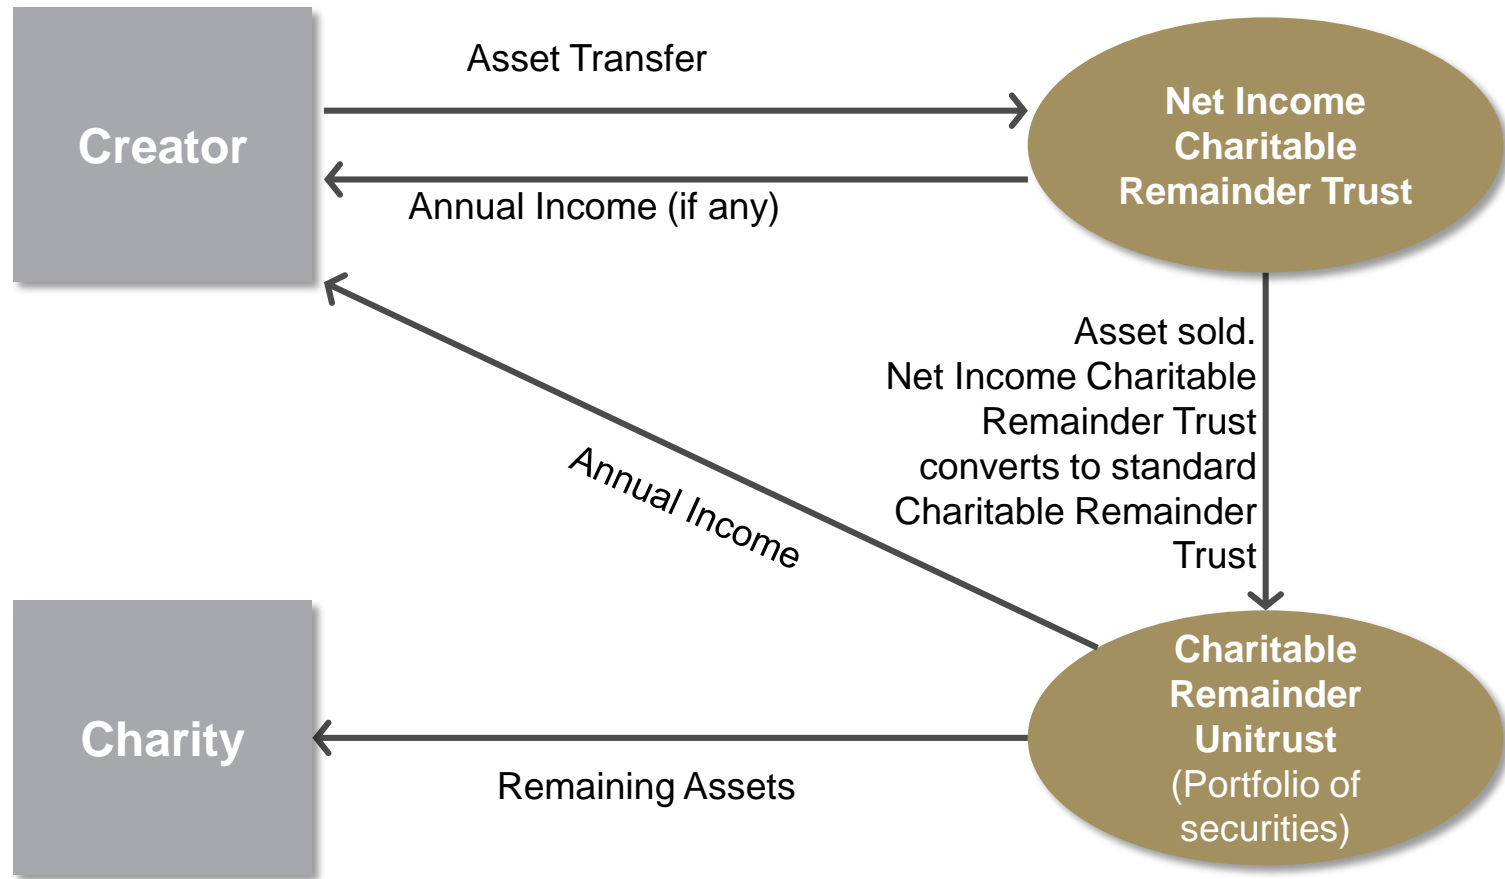 Asset Transfer
Creator
Net Income
Charitable
Remainder Trust
Annual Income (if any)
Asset sold.
Net Income Charitable
Remainder Trust
converts to standard
Charitable Remainder
Trust
Annual Income
Charity
Charitable
Remainder
Unitrust
(Portfolio of
securities)
Remaining Assets